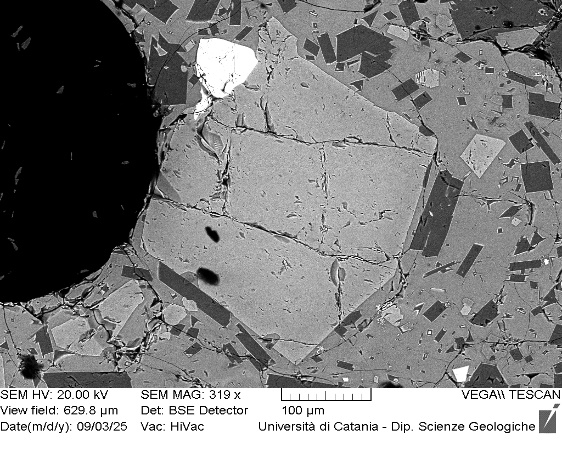 SEM HV: 20.00 kV SEM MAG: 319 x VEGA\\ TESCAN
View field: 629.8 µm Det: BSE Detector 100 µm
Date(m/d/y): 09/03/25 Vac: HiVac Università di Catania - Dip. Scienze Geologiche